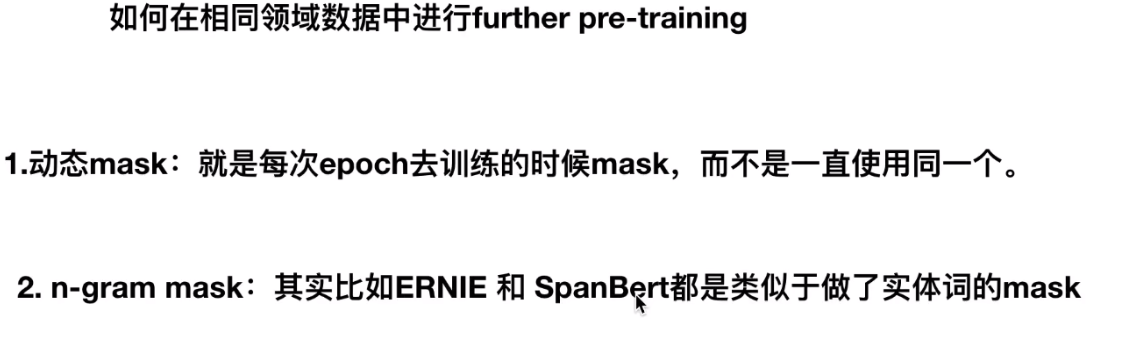 如何在相同领域数据中进行further pre-training
1.动态mask：就是每次epoch去训练的时候mask，而不是一直使用同一个。
2. n-gram mask：其实比如ERNIE 和 SpanBert都是类似于做了实体词的mask